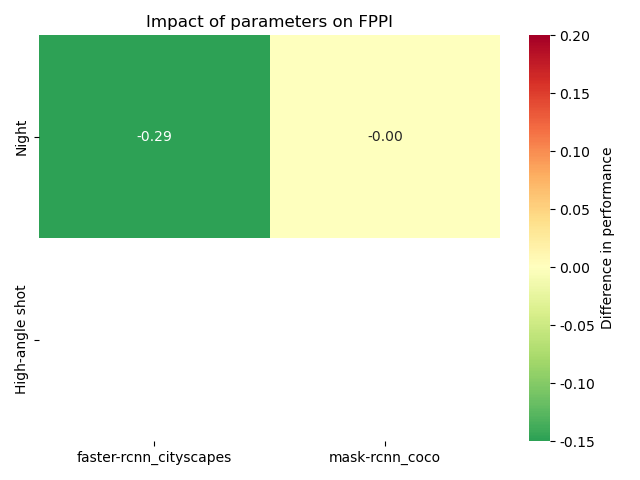 Impact of parameters on FPPI
Night
-0.29
-0.00
High-angle shot
faster-rcnn_cityscapes
mask-rcnn_coco
0.20
0.15
0.10
0.05
0.00
-0.05
-0.10
-0.15
Difference in performance